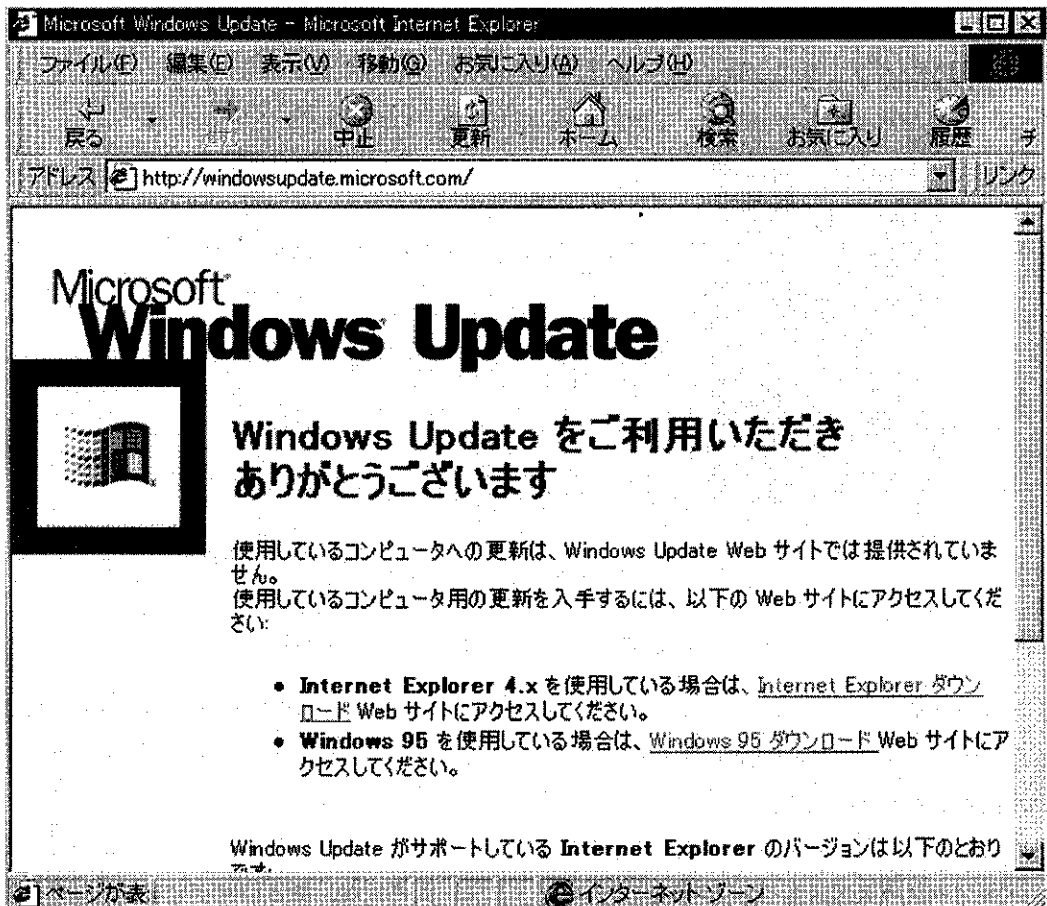 Microsoft Windows Update - Microsoft Internet Explorer
ファイル(F) 編集(E) 表示(V) 移動(G) お気に入り(A) ヘルプ(H)
戻る 中止 更新 ホーム 検索 お気に入り 履歴 チ
アドレス http://windowsupdate.microsoft.com/ リンク
Microsoft
Windows Update
Windows Update をご利用いただき
ありがとうございます
使用しているコンピュータへの更新は、Windows Update Web サイトでは提供されていま
せん。
使用しているコンピュータ用の更新を入手するには、以下の Web サイトにアクセスしてくだ
さい:
• Internet Explorer 4.x を使用している場合は、Internet Explorer ダウン
ロード Web サイトにアクセスしてください。
• Windows 95 を使用している場合は、Windows 95 ダウンロード Web サイトにア
クセスしてください。
Windows Update がサポートしている Internet Explorer のバージョンは以下のとおり
です。
ページが表 インターネット ゾーン